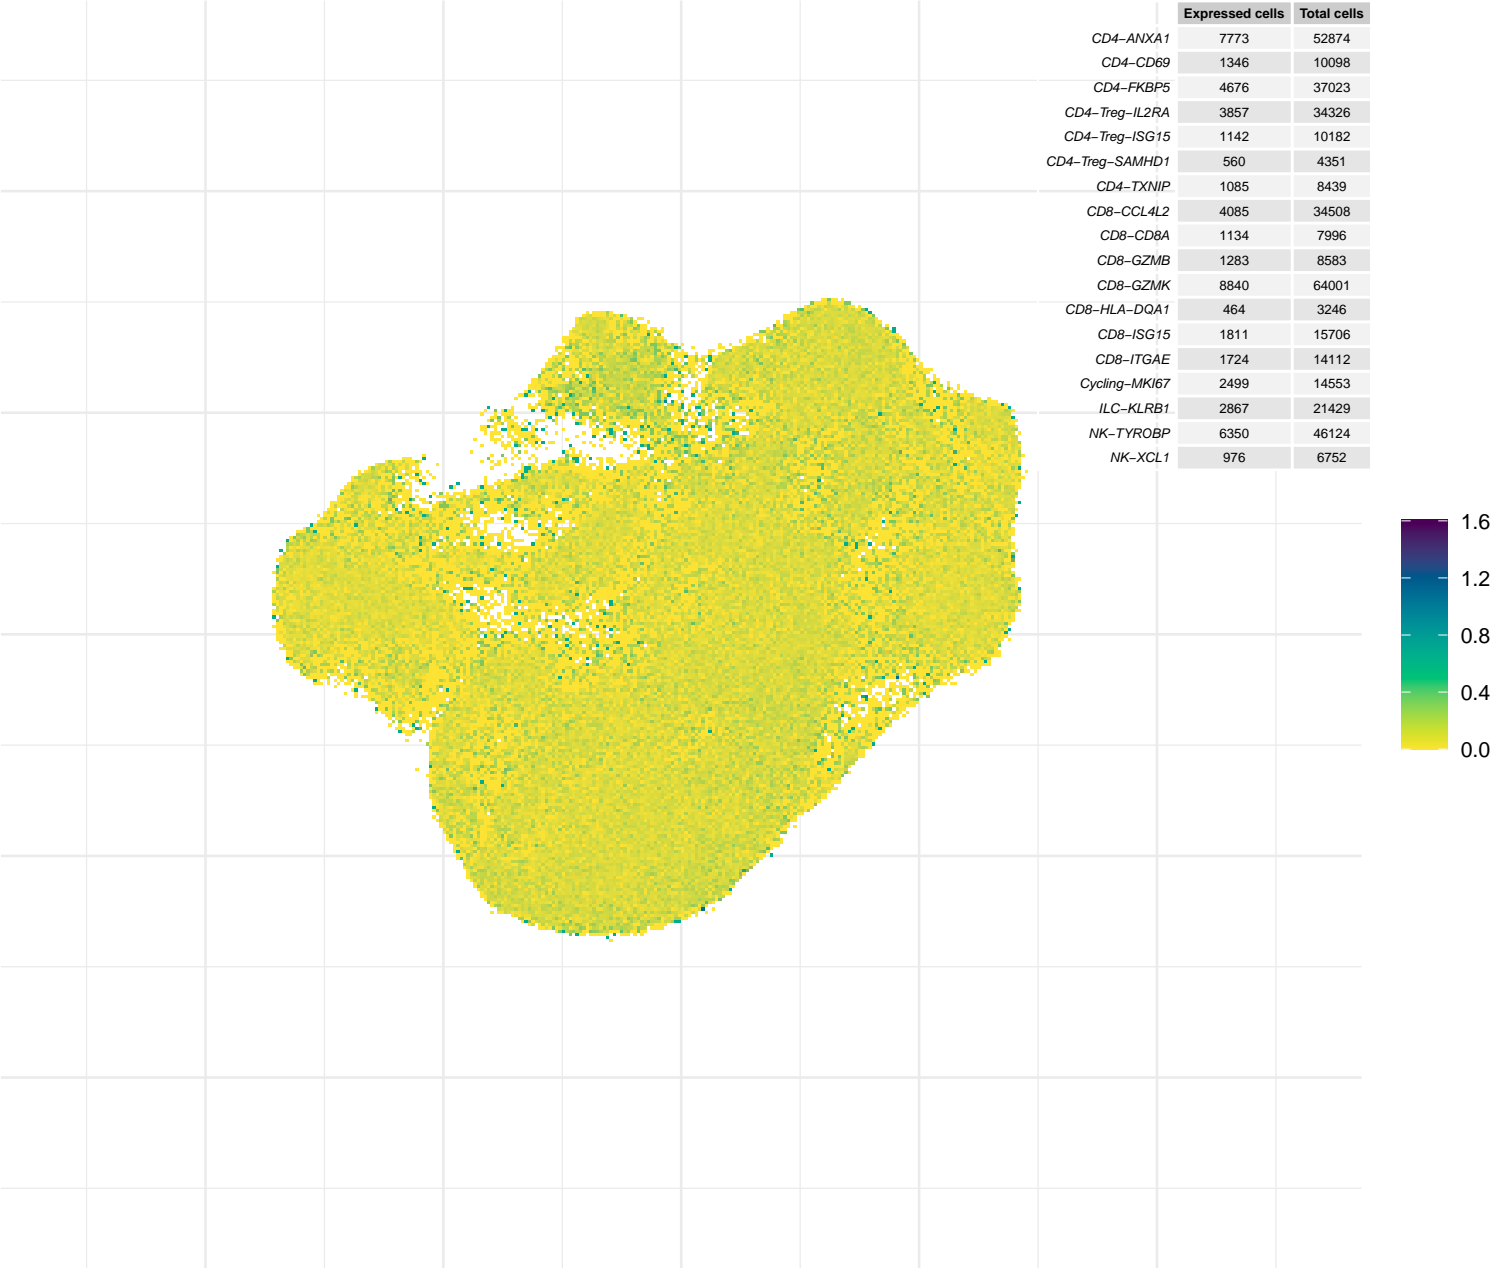 Expressed cells Total cells
CD4−ANXA1 7773 52874
CD4−CD69 1346 10098
CD4−FKBP5 4676 37023
CD4−Treg−IL2RA 3857 34326
CD4−Treg−ISG15 1142 10182
CD4−Treg−SAMHD1 560 4351
CD4−TXNIP 1085 8439
CD8−CCL4L2 4085 34508
CD8−CD8A 1134 7996
CD8−GZMB 1283 8583
CD8−GZMK 8840 64001
CD8−HLA−DQA1 464 3246
CD8−ISG15 1811 15706
CD8−ITGAE 1724 14112
Cycling−MKI67 2499 14553
ILC−KLRB1 2867 21429
NK−TYROBP 6350 46124
NK−XCL1 976 6752
1.6
1.2
0.8
0.4
0.0